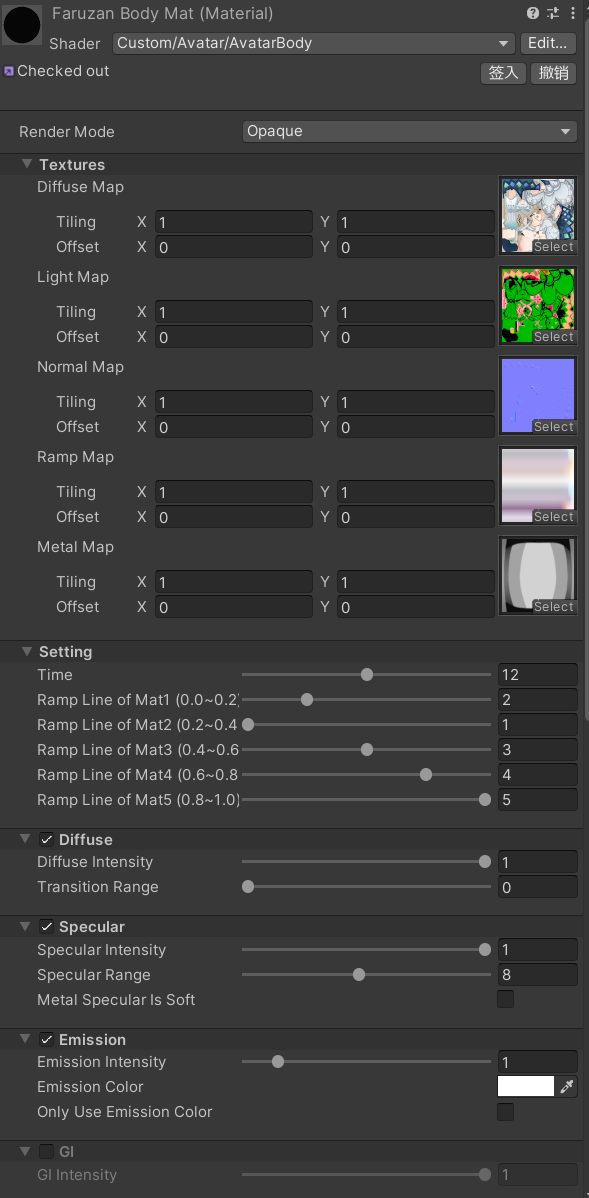 Faruzan Body Mat (Material)
Shader Custom/Avatar/AvatarBody Edit...
Checked out 签入 撤销
Render Mode Opaque
Textures
Diffuse Map
Tiling X 1 Y 1
Offset X 0 Y 0
Select
Light Map
Tiling X 1 Y 1
Offset X 0 Y 0
Select
Normal Map
Tiling X 1 Y 1
Offset X 0 Y 0
Select
Ramp Map
Tiling X 1 Y 1
Offset X 0 Y 0
Select
Metal Map
Tiling X 1 Y 1
Offset X 0 Y 0
Select
Setting
Time 12
Ramp Line of Mat1 (0.0~0.2) 2
Ramp Line of Mat2 (0.2~0.4 1
Ramp Line of Mat3 (0.4~0.6 3
Ramp Line of Mat4 (0.6~0.8 4
Ramp Line of Mat5 (0.8~1.0) 5
Diffuse
Diffuse Intensity 1
Transition Range 0
Specular
Specular Intensity 1
Specular Range 8
Metal Specular Is Soft
Emission
Emission Intensity 1
Emission Color
Only Use Emission Color
GI
GI Intensity 1